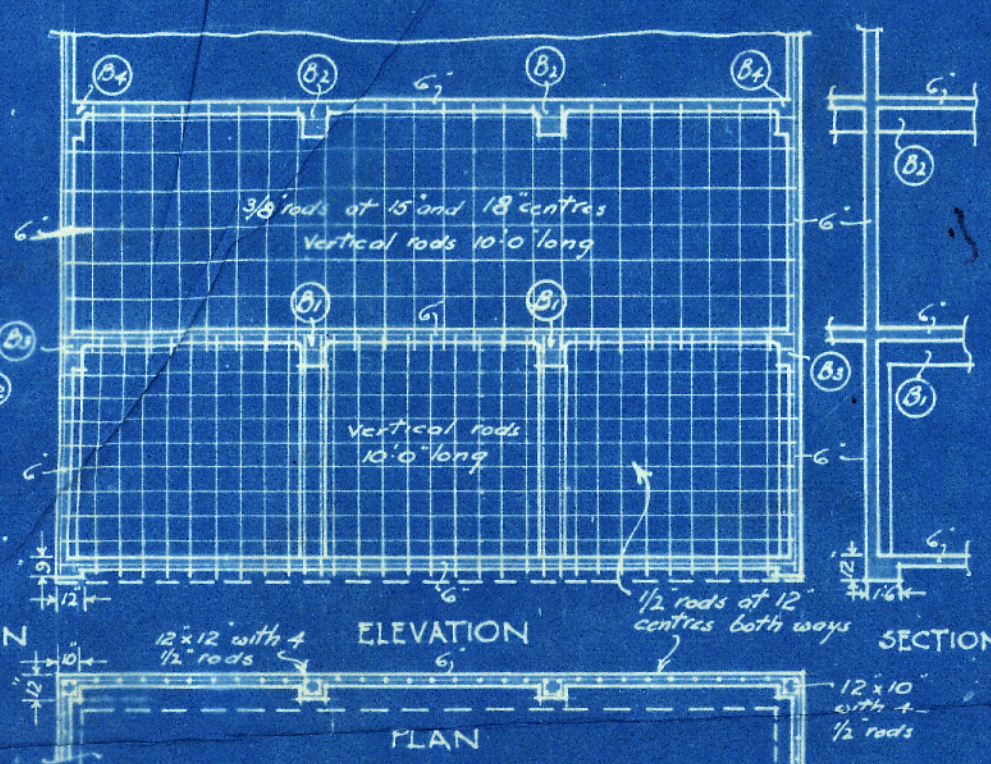 B4
B2
B2
B4
6"
6"
B2
3/8" rods at 15" and 18" centres
vertical rods 10'·0" long
6"
6"
B1
B1
6"
6"
B3
B3
B1
vertical rods
10'·0" long
6"
6"
6"
9"
12"
6"
12"
1'·6"
1/2" rods at 12"
centres both ways
N
ELEVATION
SECTION
12" x 12" with 4
1/2" rods
6"
10"
12"
12" x 10"
with 4
1/2" rods
PLAN